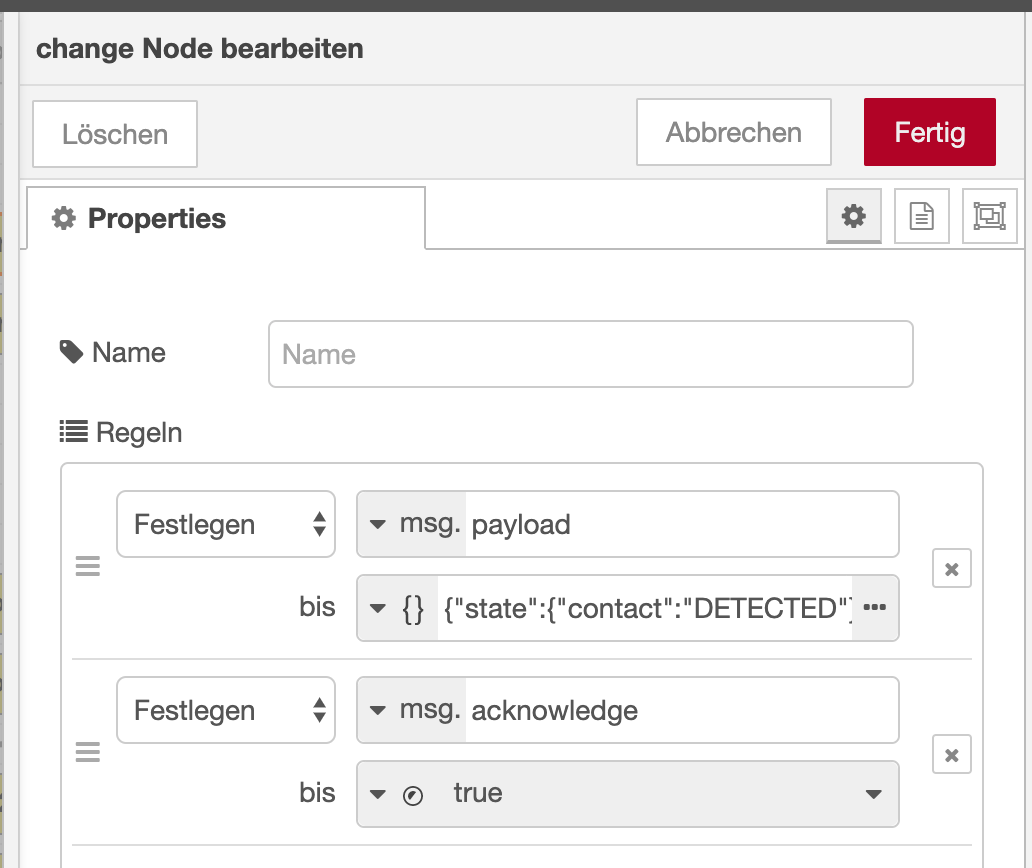 change Node bearbeiten
Löschen
Abbrechen
Fertig
Properties
Name
Name
Regeln
Festlegen
msg. payload
bis
{} {"state":{"contact":"DETECTED"}
Festlegen
msg. acknowledge
bis
true